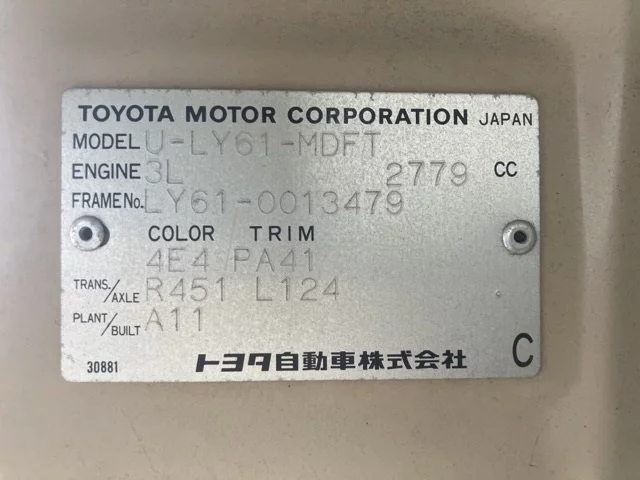 TOYOTA MOTOR CORPORATION JAPAN
MODEL U-LY61-MDFT
ENGINE 3L 2779 CC
FRAME No. LY61-0013479
COLOR TRIM
4E4 PA41
TRANS./AXLE R451 L124
PLANT/BUILT A11
30881 トヨタ自動車株式会社 C